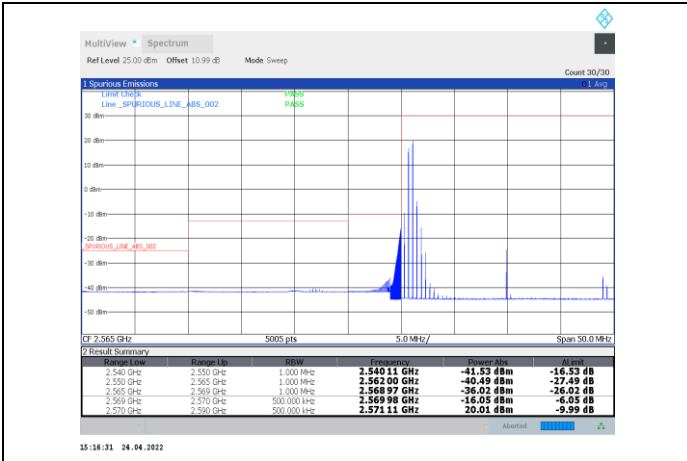 MultiView Spectrum
Ref Level 25.00 dBm Offset 10.99 dB Mode Sweep
Count 30/30
1 Spurious Emissions 1 Avg
Limit Check PASS
Line _SPURIOUS_LINE_ABS_002 PASS
30 dBm
20 dBm
10 dBm
0 dBm
-10 dBm
-20 dBm
_SPURIOUS_LINE_ABS_002
-30 dBm
-40 dBm
-50 dBm
CF 2.565 GHz 5005 pts 5.0 MHz/ Span 50.0 MHz
2 Result Summary
Range Low Range Up RBW Frequency Power Abs ΔLimit
2.540 GHz 2.550 GHz 1.000 MHz 2.540 11 GHz -41.53 dBm -16.53 dB
2.550 GHz 2.565 GHz 1.000 MHz 2.562 00 GHz -40.49 dBm -27.49 dB
2.565 GHz 2.569 GHz 1.000 MHz 2.568 97 GHz -36.02 dBm -26.02 dB
2.569 GHz 2.570 GHz 500.000 kHz 2.569 98 GHz -16.05 dBm -6.05 dB
2.570 GHz 2.590 GHz 500.000 kHz 2.571 11 GHz 20.01 dBm -9.99 dB
Aborted
15:16:31 24.04.2022